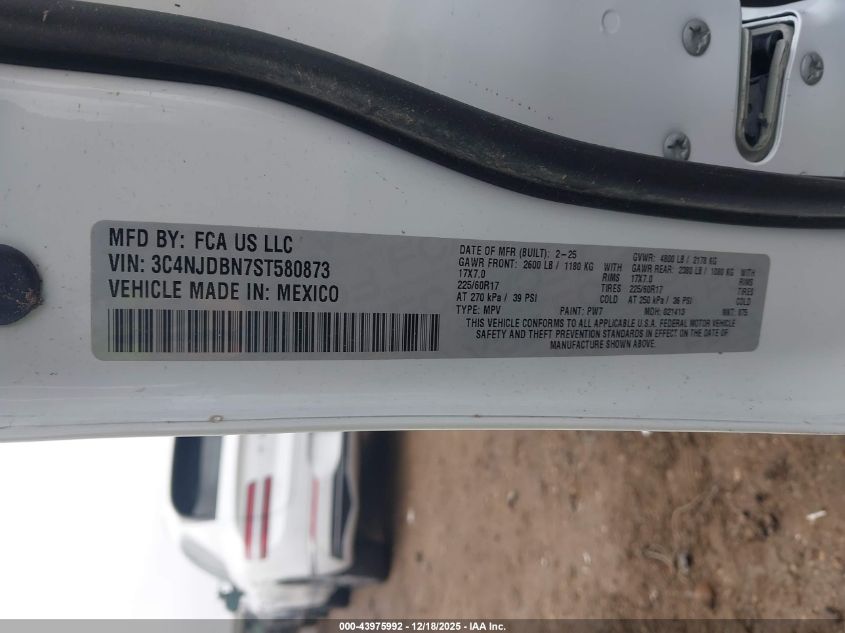 MFD BY: FCA US LLC
VIN: 3C4NJDBN7ST580873
VEHICLE MADE IN: MEXICO
DATE OF MFR (BUILT): 2-25 GVWR: 4800 LB / 2178 KG
GAWR FRONT: 2600 LB / 1180 KG WITH GAWR REAR: 2380 LB / 1080 KG WITH
17X7.0 RIMS 17X7.0 RIMS
225/60R17 TIRES 225/60R17 TIRES
AT 270 kPa / 39 PSI COLD AT 250 kPa / 36 PSI COLD
TYPE: MPV PAINT: PW7 MDH: 021413
THIS VEHICLE CONFORMS TO ALL APPLICABLE U.S.A. FEDERAL MOTOR VEHICLE
SAFETY AND THEFT PREVENTION STANDARDS IN EFFECT ON THE DATE OF
MANUFACTURE SHOWN ABOVE.
000-43975992 / 12/18/2025 - IAA Inc.